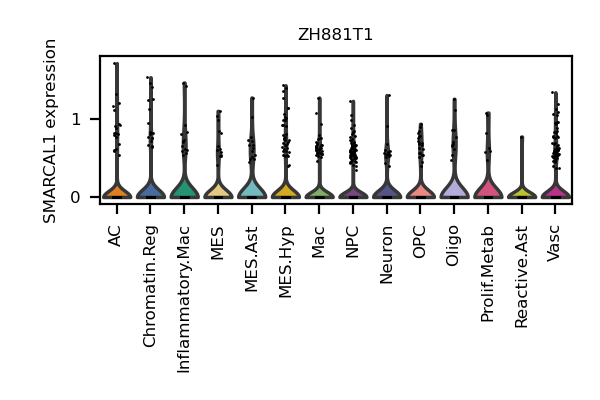 ZH881T1
SMARCAL1 expression
1
0
AC
Chromatin.Reg
Inflammatory.Mac
MES
MES.Ast
MES.Hyp
Mac
NPC
Neuron
OPC
Oligo
Prolif.Metab
Reactive.Ast
Vasc